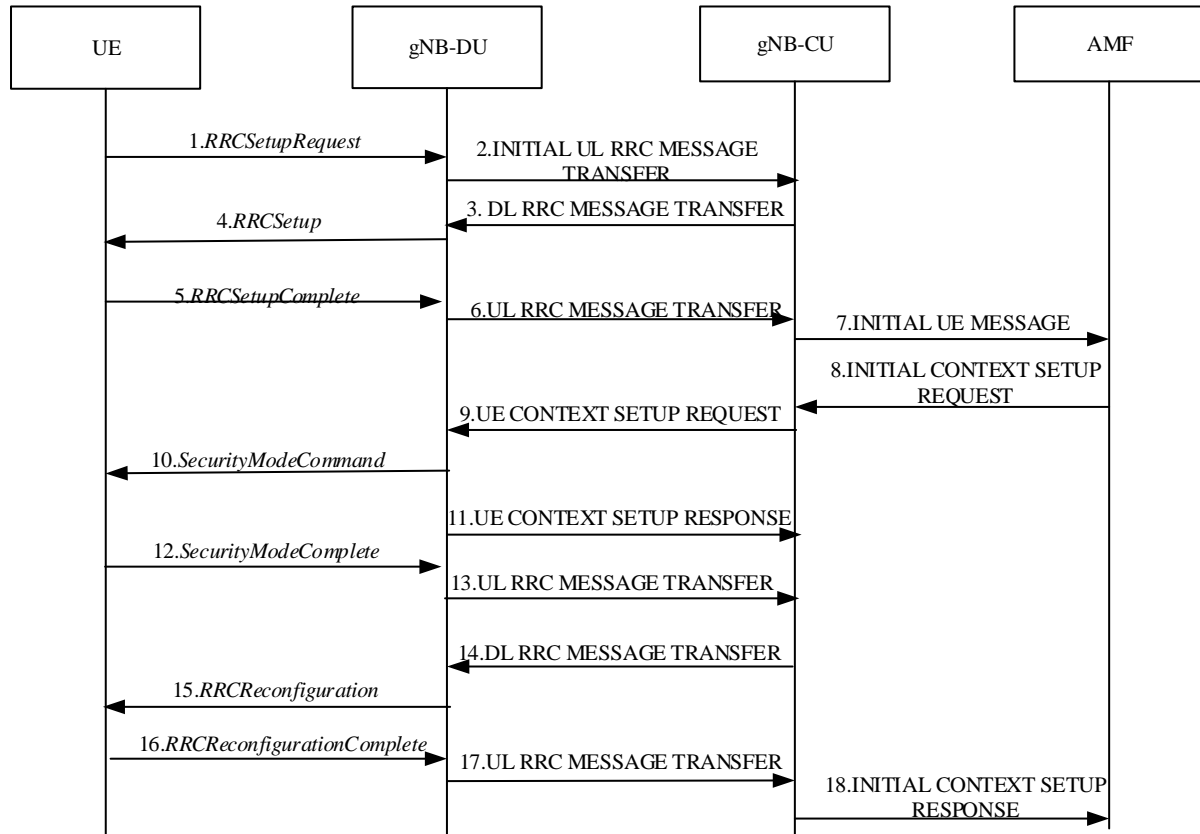 UE
gNB-DU
gNB-CU
AMF
1.RRCSetupRequest
2.INITIAL UL RRC MESSAGE
TRANSFER
3. DL RRC MESSAGE TRANSFER
4.RRCSetup
5.RRCSetupComplete
6.UL RRC MESSAGE TRANSFER
7.INITIAL UE MESSAGE
8.INITIAL CONTEXT SETUP
REQUEST
9.UE CONTEXT SETUP REQUEST
10.SecurityModeCommand
11.UE CONTEXT SETUP RESPONSE
12.SecurityModeComplete
13.UL RRC MESSAGE TRANSFER
14.DL RRC MESSAGE TRANSFER
15.RRCReconfiguration
16.RRCReconfigurationComplete
17.UL RRC MESSAGE TRANSFER
18.INITIAL CONTEXT SETUP
RESPONSE